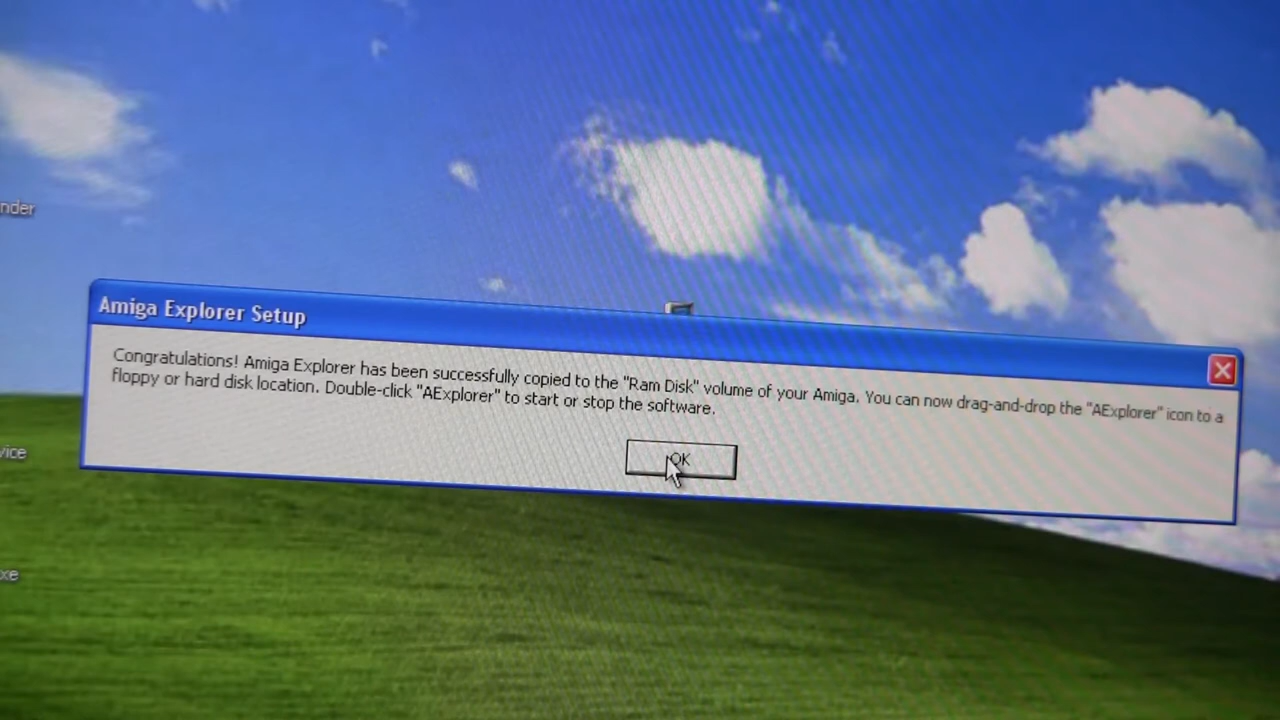 nder
Amiga Explorer Setup
Congratulations! Amiga Explorer has been successfully copied to the "Ram Disk" volume of your Amiga. You can now drag-and-drop the "AExplorer" icon to a
floppy or hard disk location. Double-click "AExplorer" to start or stop the software.
OK
vice
xe